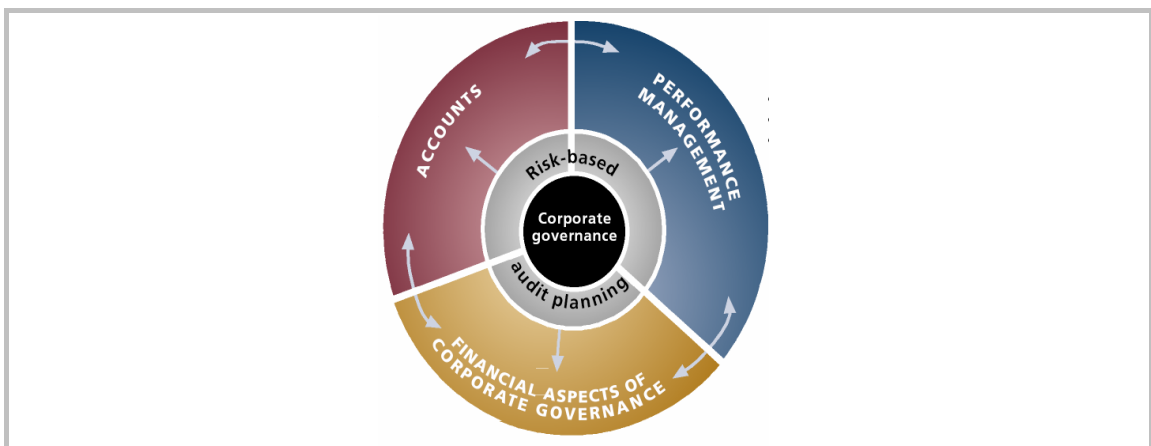 ACCOUNTS
PERFORMANCE
MANAGEMENT
Risk-based
Corporate
governance
audit planning
FINANCIAL ASPECTS OF
CORPORATE GOVERNANCE